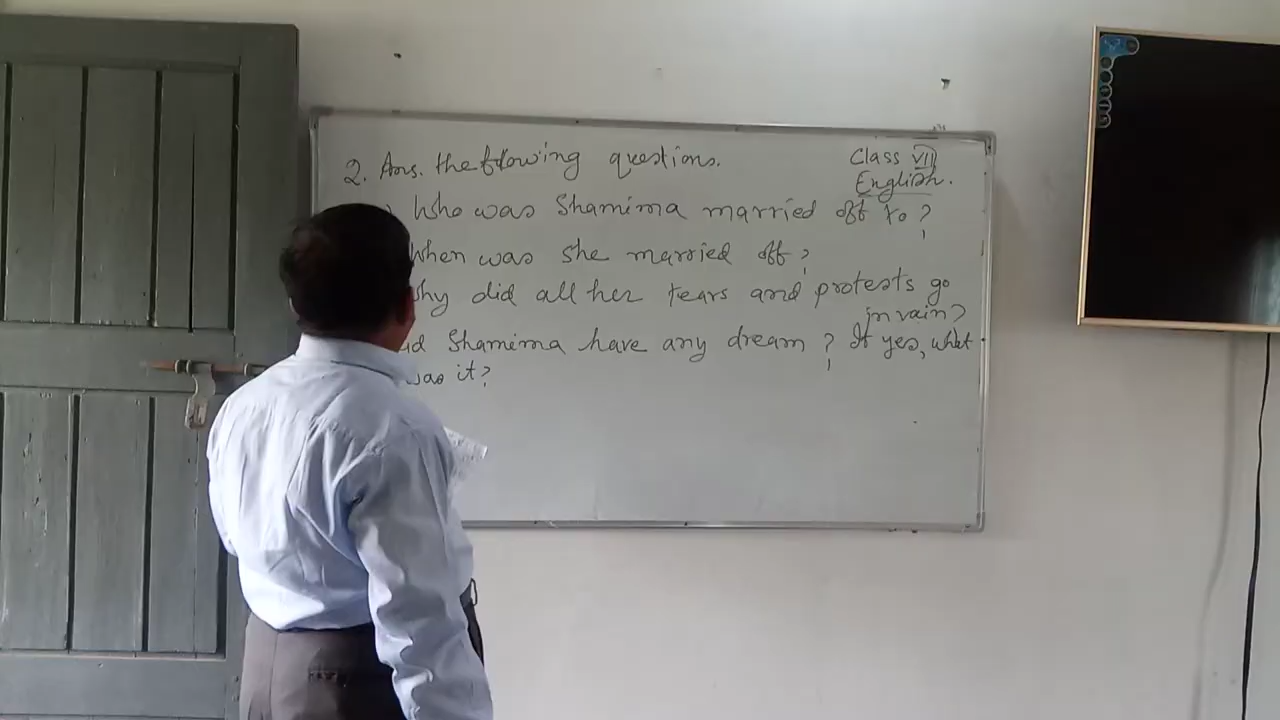 2. Ans. the following questions.
Class VII
English.
Who was Shamima married off to?
When was she married off?
did all her tears and protests go
in vain?
Shamima have any dream? If yes, what
was it?